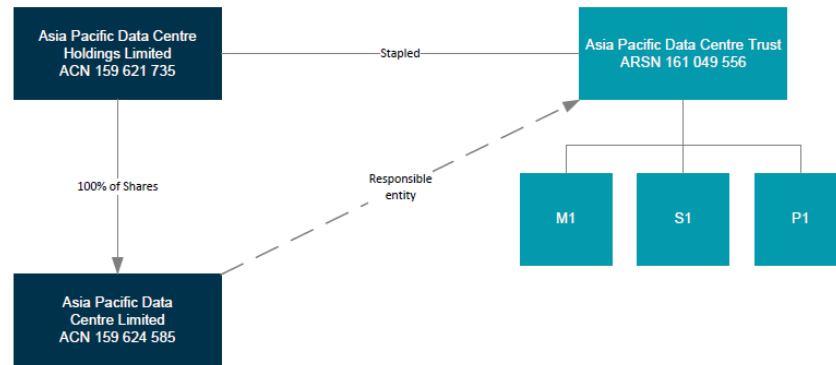 Asia Pacific Data Centre
Holdings Limited
ACN 159 621 735
Stapled
Asia Pacific Data Centre Trust
ARSN 161 049 556
100% of Shares
Responsible
entity
M1
S1
P1
Asia Pacific Data
Centre Limited
ACN 159 624 585